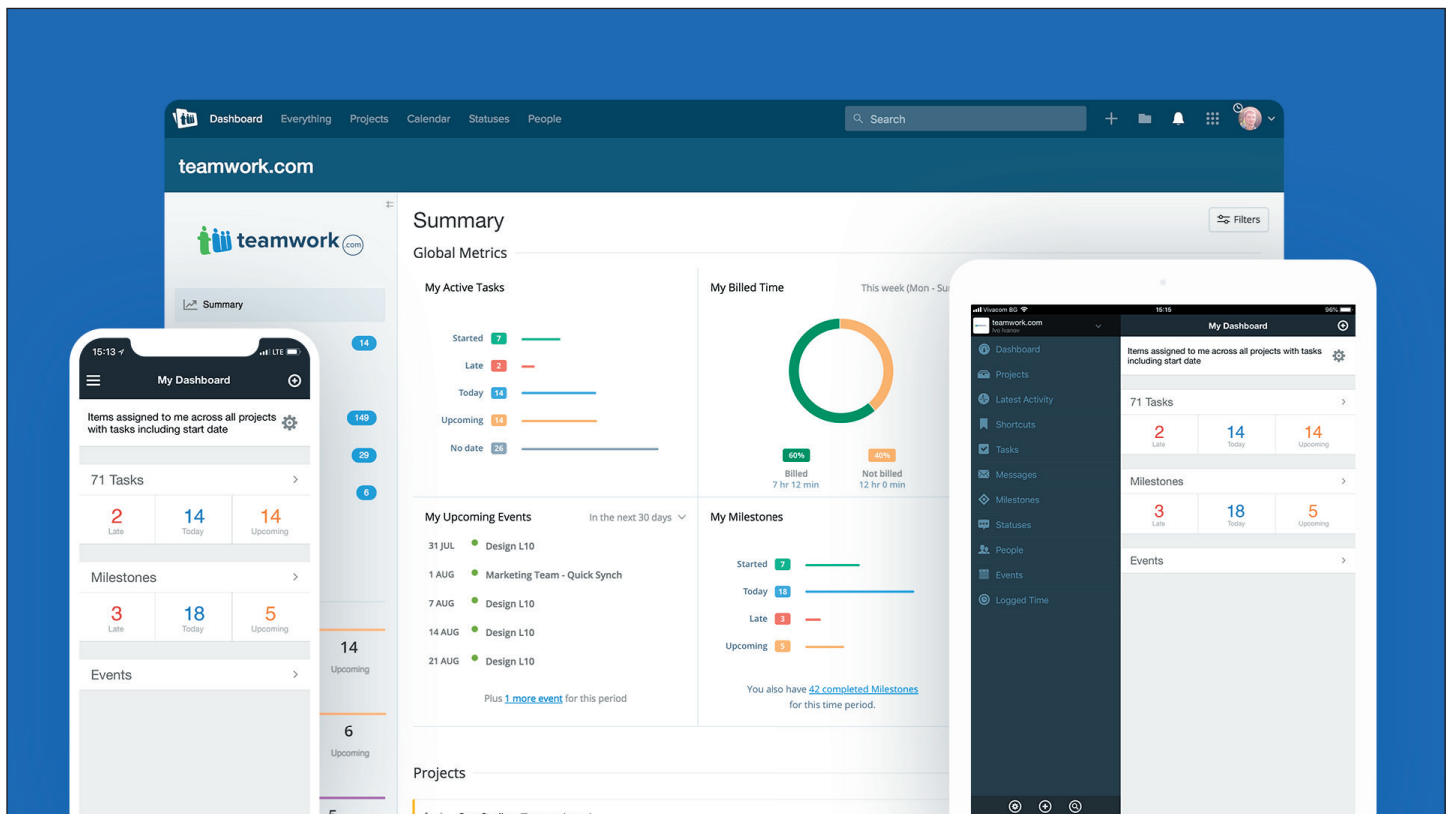 Dashboard Everything Projects Calendar Statuses People Search
teamwork.com
teamwork.com
Summary
14
149
29
6
14
Upcoming
6
Upcoming
Summary
Filters
Global Metrics
My Active Tasks
Started 7
Late 2
Today 14
Upcoming 14
No date 26
My Billed Time This week (Mon - Su
60% 40%
Billed Not billed
7 hr 12 min 12 hr 0 min
My Upcoming Events In the next 30 days
31 JUL Design L10
1 AUG Marketing Team - Quick Synch
7 AUG Design L10
14 AUG Design L10
21 AUG Design L10
Plus 1 more event for this period
My Milestones
Started 7
Today 18
Late 3
Upcoming 5
You also have 42 completed Milestones
for this time period.
Projects
15:13 LTE
My Dashboard
Items assigned to me across all projects
with tasks including start date
71 Tasks
2 14 14
Late Today Upcoming
Milestones
3 18 5
Late Today Upcoming
Events
Vivacom BG 15:15 96%
teamwork.com
Ivo Ivanov
Dashboard
Projects
Latest Activity
Shortcuts
Tasks
Messages
Milestones
Statuses
People
Events
Logged Time
My Dashboard
Items assigned to me across all projects with tasks
including start date
71 Tasks
2 14 14
Late Today Upcoming
Milestones
3 18 5
Late Today Upcoming
Events